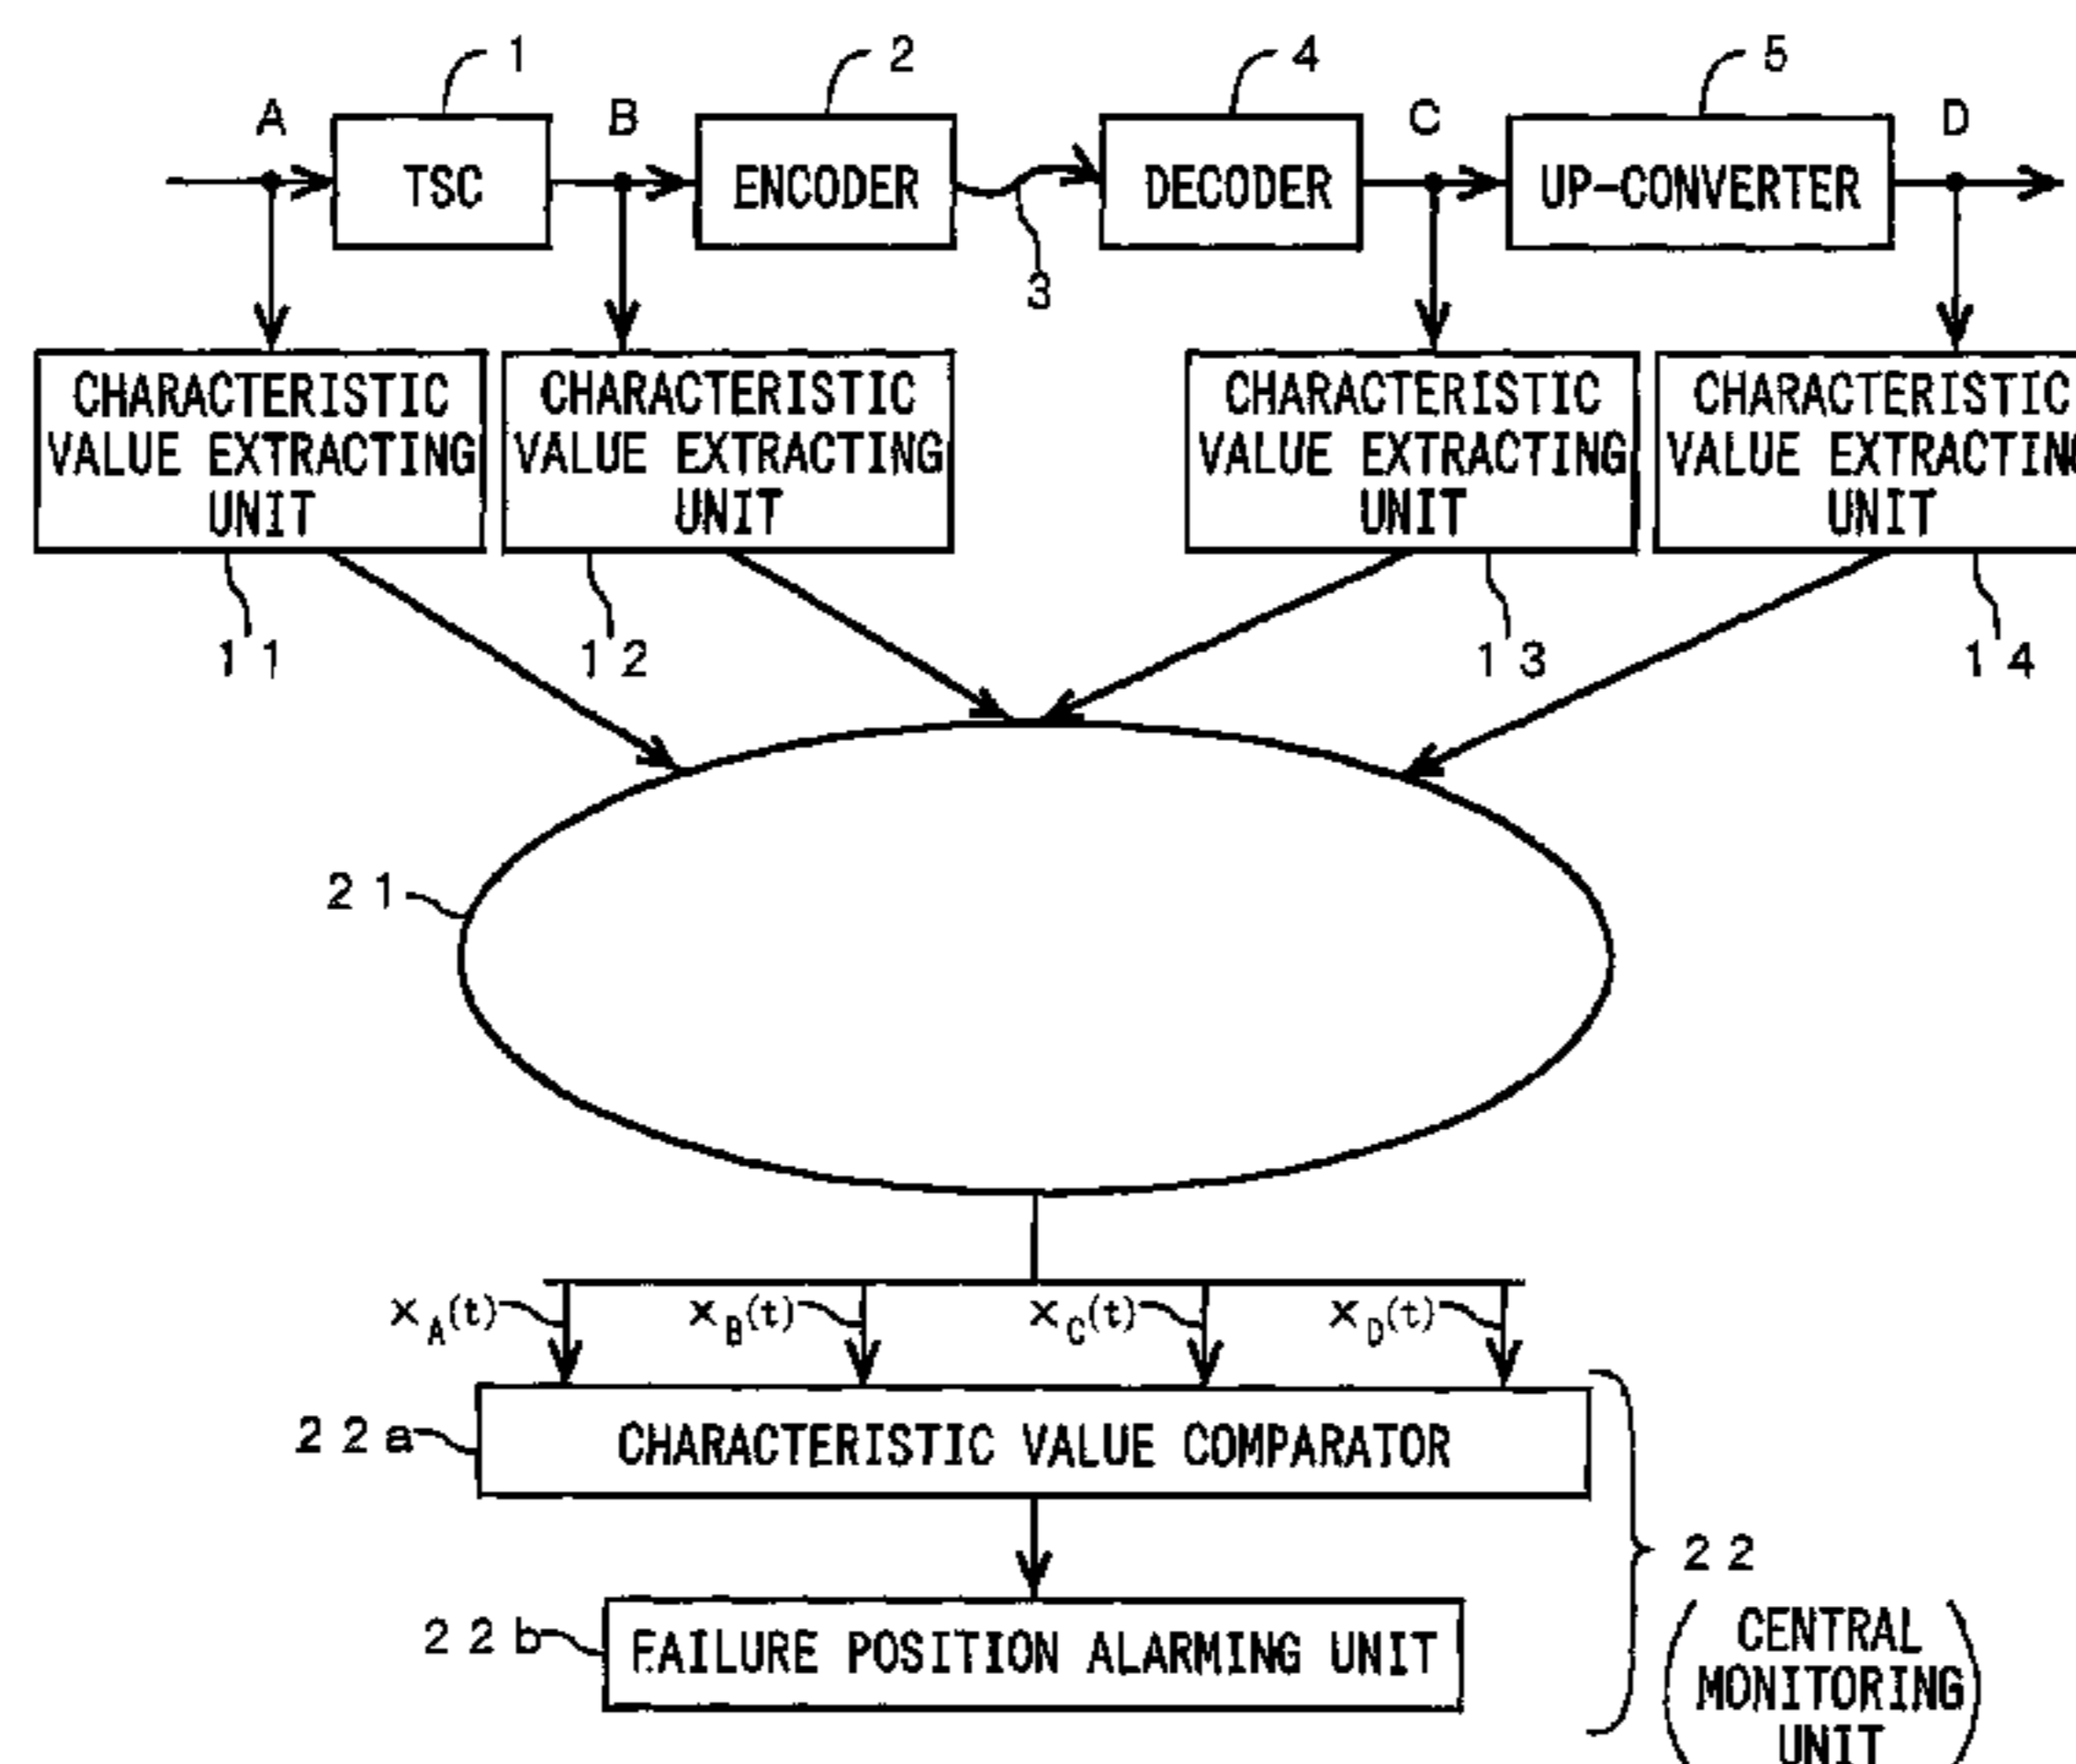 1
2
4
5
A
B
C
D
TSC
ENCODER
DECODER
UP-CONVERTER
3
CHARACTERISTIC
VALUE EXTRACTING
UNIT
CHARACTERISTIC
VALUE EXTRACTING
UNIT
CHARACTERISTIC
VALUE EXTRACTING
UNIT
CHARACTERISTIC
VALUE EXTRACTIN
UNIT
11
12
13
14
21
xA(t)
xB(t)
xC(t)
xD(t)
22a
CHARACTERISTIC VALUE COMPARATOR
22b
FAILURE POSITION ALARMING UNIT
22
(CENTRAL
MONITORING
UNIT)